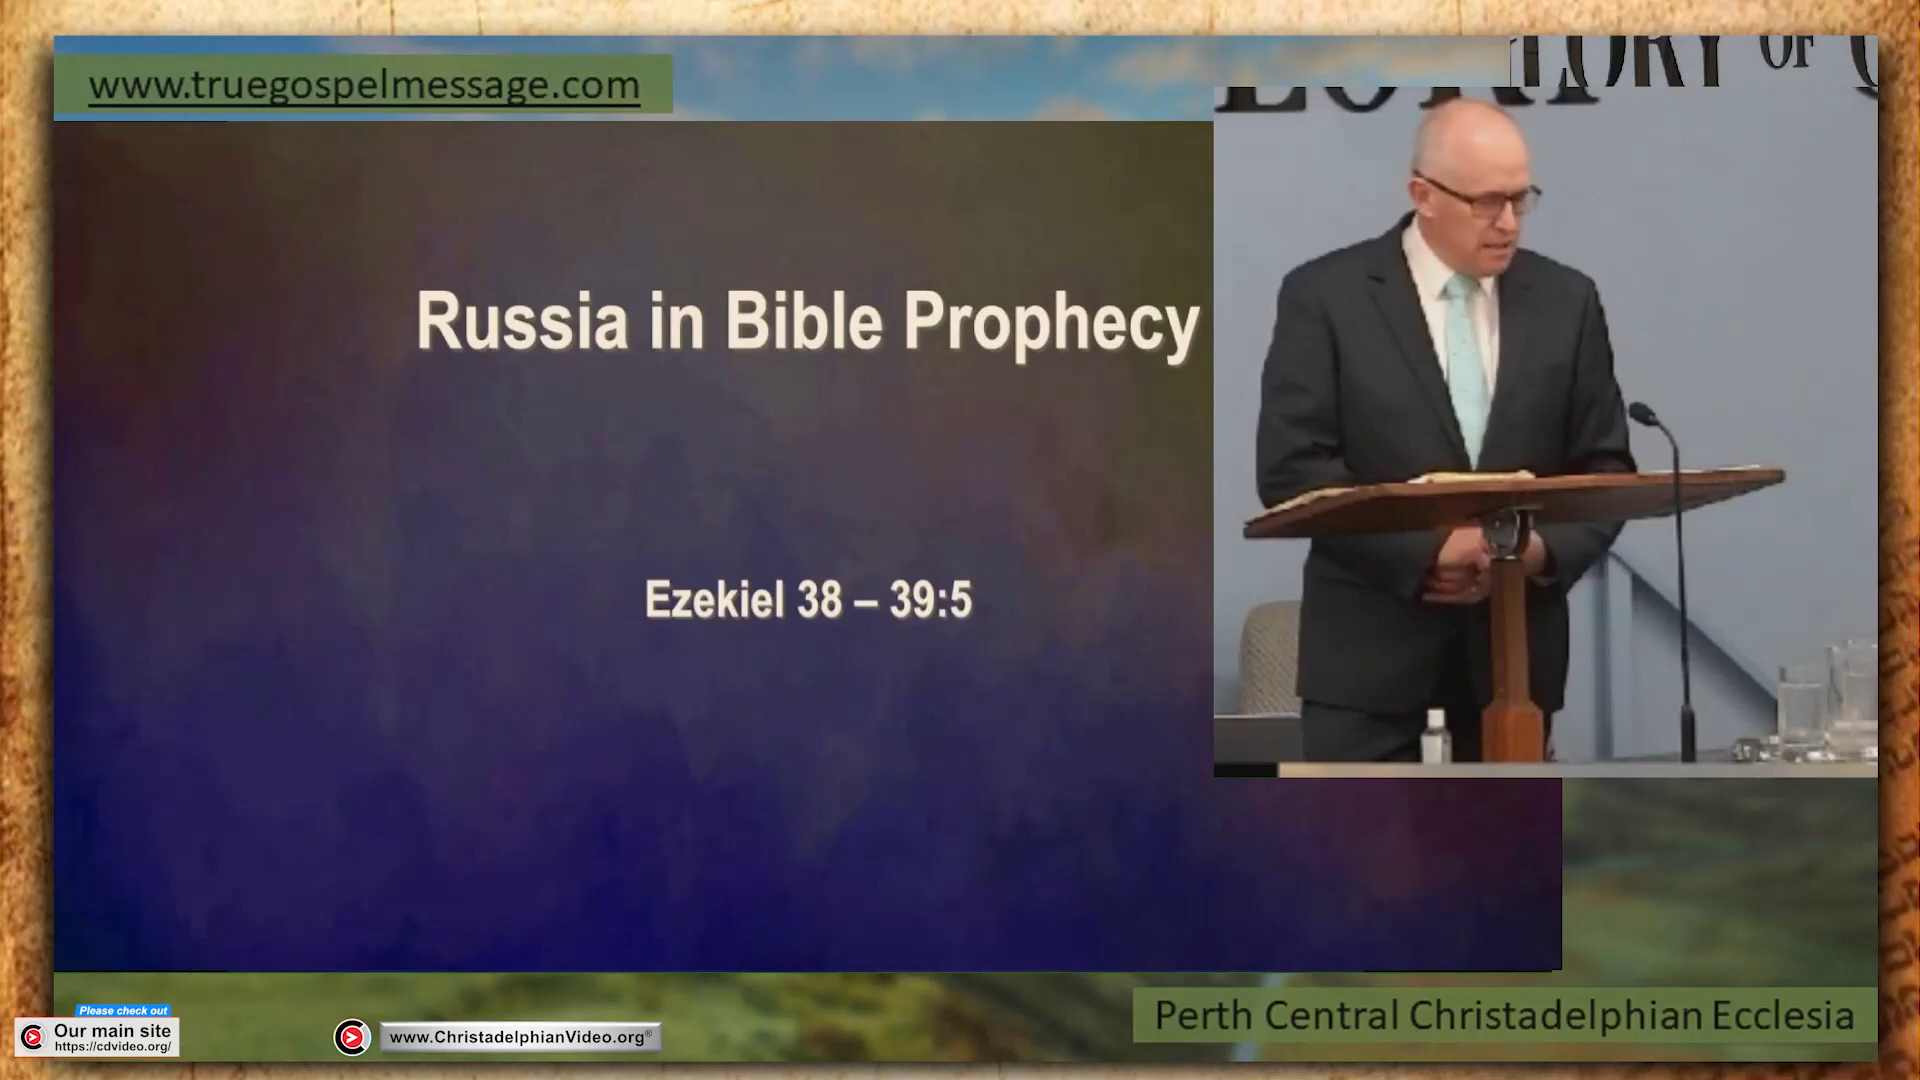 www.truegospelmessage.com
OF
Russia in Bible Prophecy
Ezekiel 38 – 39:5
Perth Central Christadelphian Ecclesia
Please check out
Our main site
https://cdvideo.org/
www.ChristadelphianVideo.org®